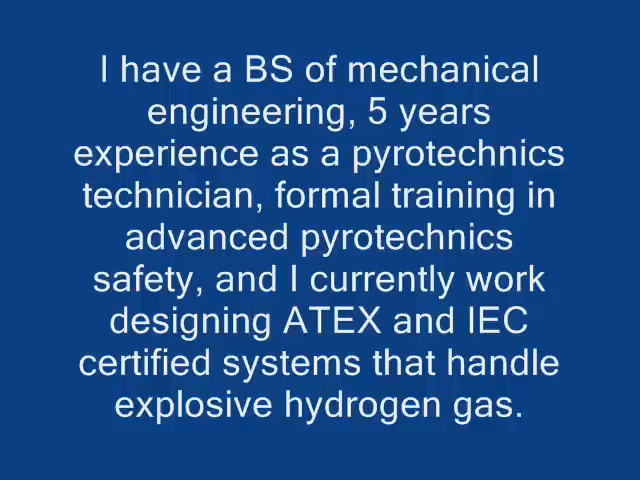 I have a BS of mechanical
engineering, 5 years
experience as a pyrotechnics
technician, formal training in
advanced pyrotechnics
safety, and I currently work
designing ATEX and IEC
certified systems that handle
explosive hydrogen gas.